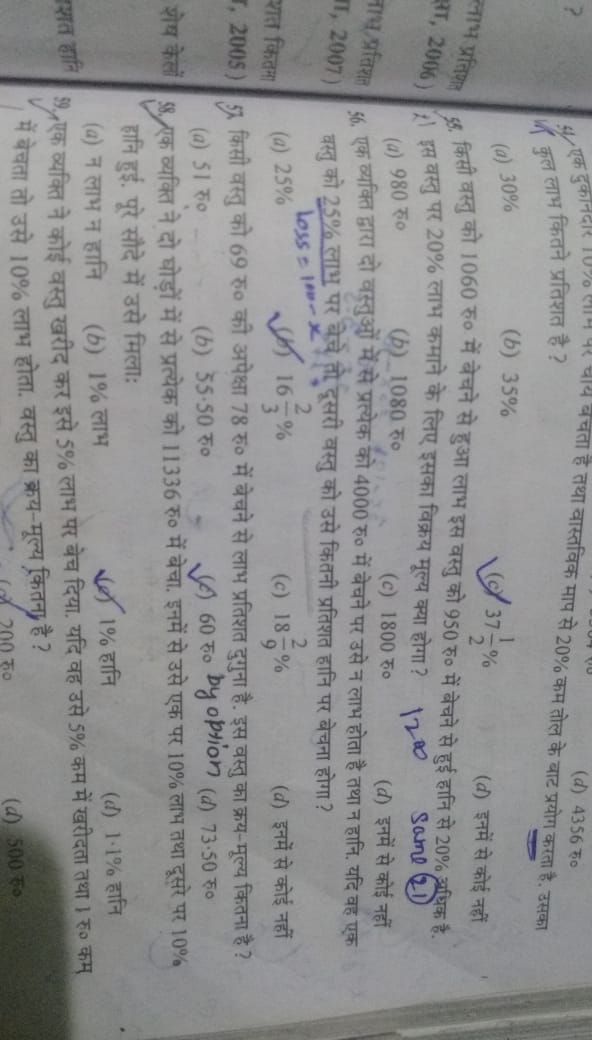 ?
लाभ प्रतिशत
सा, 2006)
लाभ/प्रतिशत
सा, 2007)
शत कितना
र, 2005)
शेष केलों
शत हानि
(d) 4356 रु०
54. एक दुकानदार 10% लाभ पर चाय बेचता है तथा वास्तविक माप से 20% कम तोल के बाट प्रयोग करता है. उसका
कुल लाभ कितने प्रतिशत है ?
(a) 30% (b) 35% (c) 37 1/2% (d) इनमें से कोई नहीं
55. किसी वस्तु को 1060 रु० में बेचने से हुआ लाभ इस वस्तु को 950 रु० में बेचने से हुई हानि से 20% अधिक है.
21 इस वस्तु पर 20% लाभ कमाने के लिए इसका विक्रय मूल्य क्या होगा ? 1200 Same (21)
(a) 980 रु० (b) 1080 रु० (c) 1800 रु० (d) इनमें से कोई नहीं
56. एक व्यक्ति द्वारा दो वस्तुओं में से प्रत्येक को 4000 रु० में बेचने पर उसे न लाभ होता है तथा न हानि. यदि वह एक
वस्तु को 25% लाभ पर बेचे तो दूसरी वस्तु को उसे कितनी प्रतिशत हानि पर बेचना होगा ?
loss = 100 - x
(a) 25% (b) 16 2/3% (c) 18 2/9% (d) इनमें से कोई नहीं
57. किसी वस्तु को 69 रु० की अपेक्षा 78 रु० में बेचने से लाभ प्रतिशत दुगुना है. इस वस्तु का क्रय-मूल्य कितना है ?
(a) 51 रु० (b) 55·50 रु० (c) 60 रु० by option (d) 73·50 रु०
58. एक व्यक्ति ने दो घोड़ों में से प्रत्येक को 11336 रु० में बेचा. इनमें से उसे एक पर 10% लाभ तथा दूसरे पर 10%
हानि हुई. पूरे सौदे में उसे मिला:
(a) न लाभ न हानि (b) 1% लाभ (c) 1% हानि (d) 1·1% हानि
59. एक व्यक्ति ने कोई वस्तु खरीद कर इसे 5% लाभ पर बेच दिया. यदि वह उसे 5% कम में खरीदता तथा 1 रु० कम
में बेचता तो उसे 10% लाभ होता. वस्तु का क्रय-मूल्य कितना है ?
200 रु० (d) 500 रु०